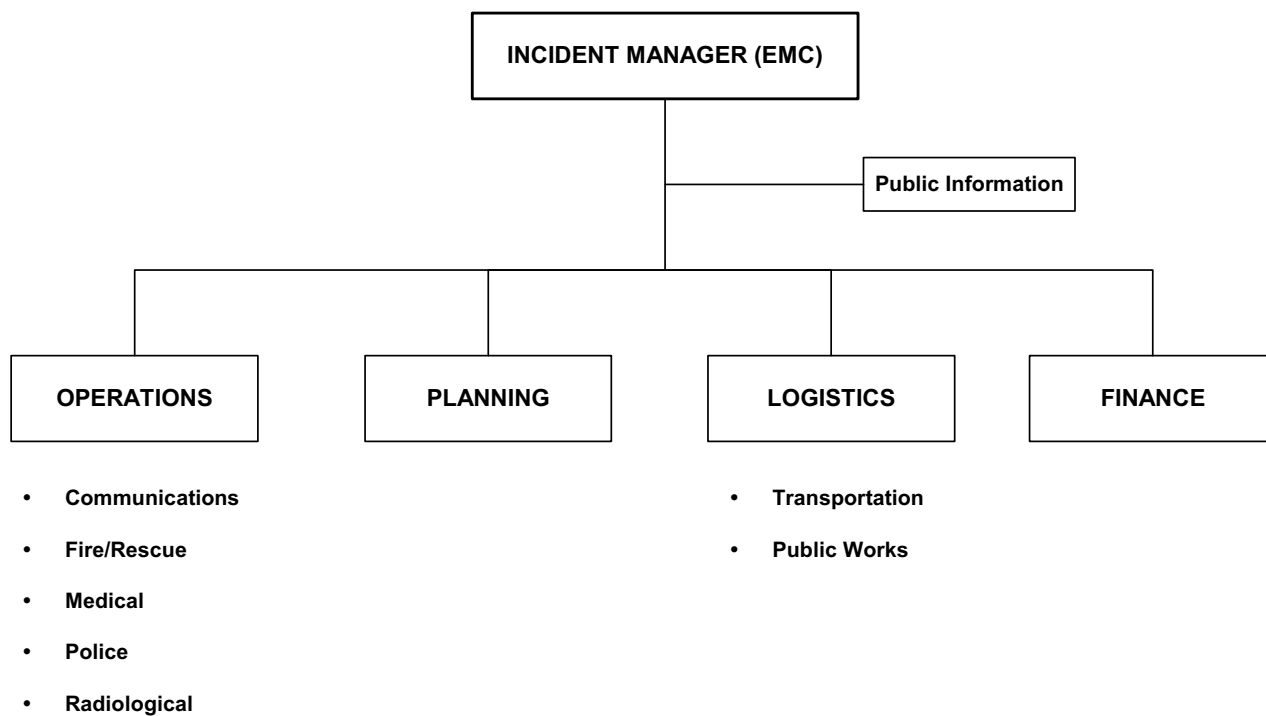 INCIDENT MANAGER (EMC)
Public Information
OPERATIONS
PLANNING
LOGISTICS
FINANCE
• Communications
• Fire/Rescue
• Medical
• Police
• Radiological
• Transportation
• Public Works